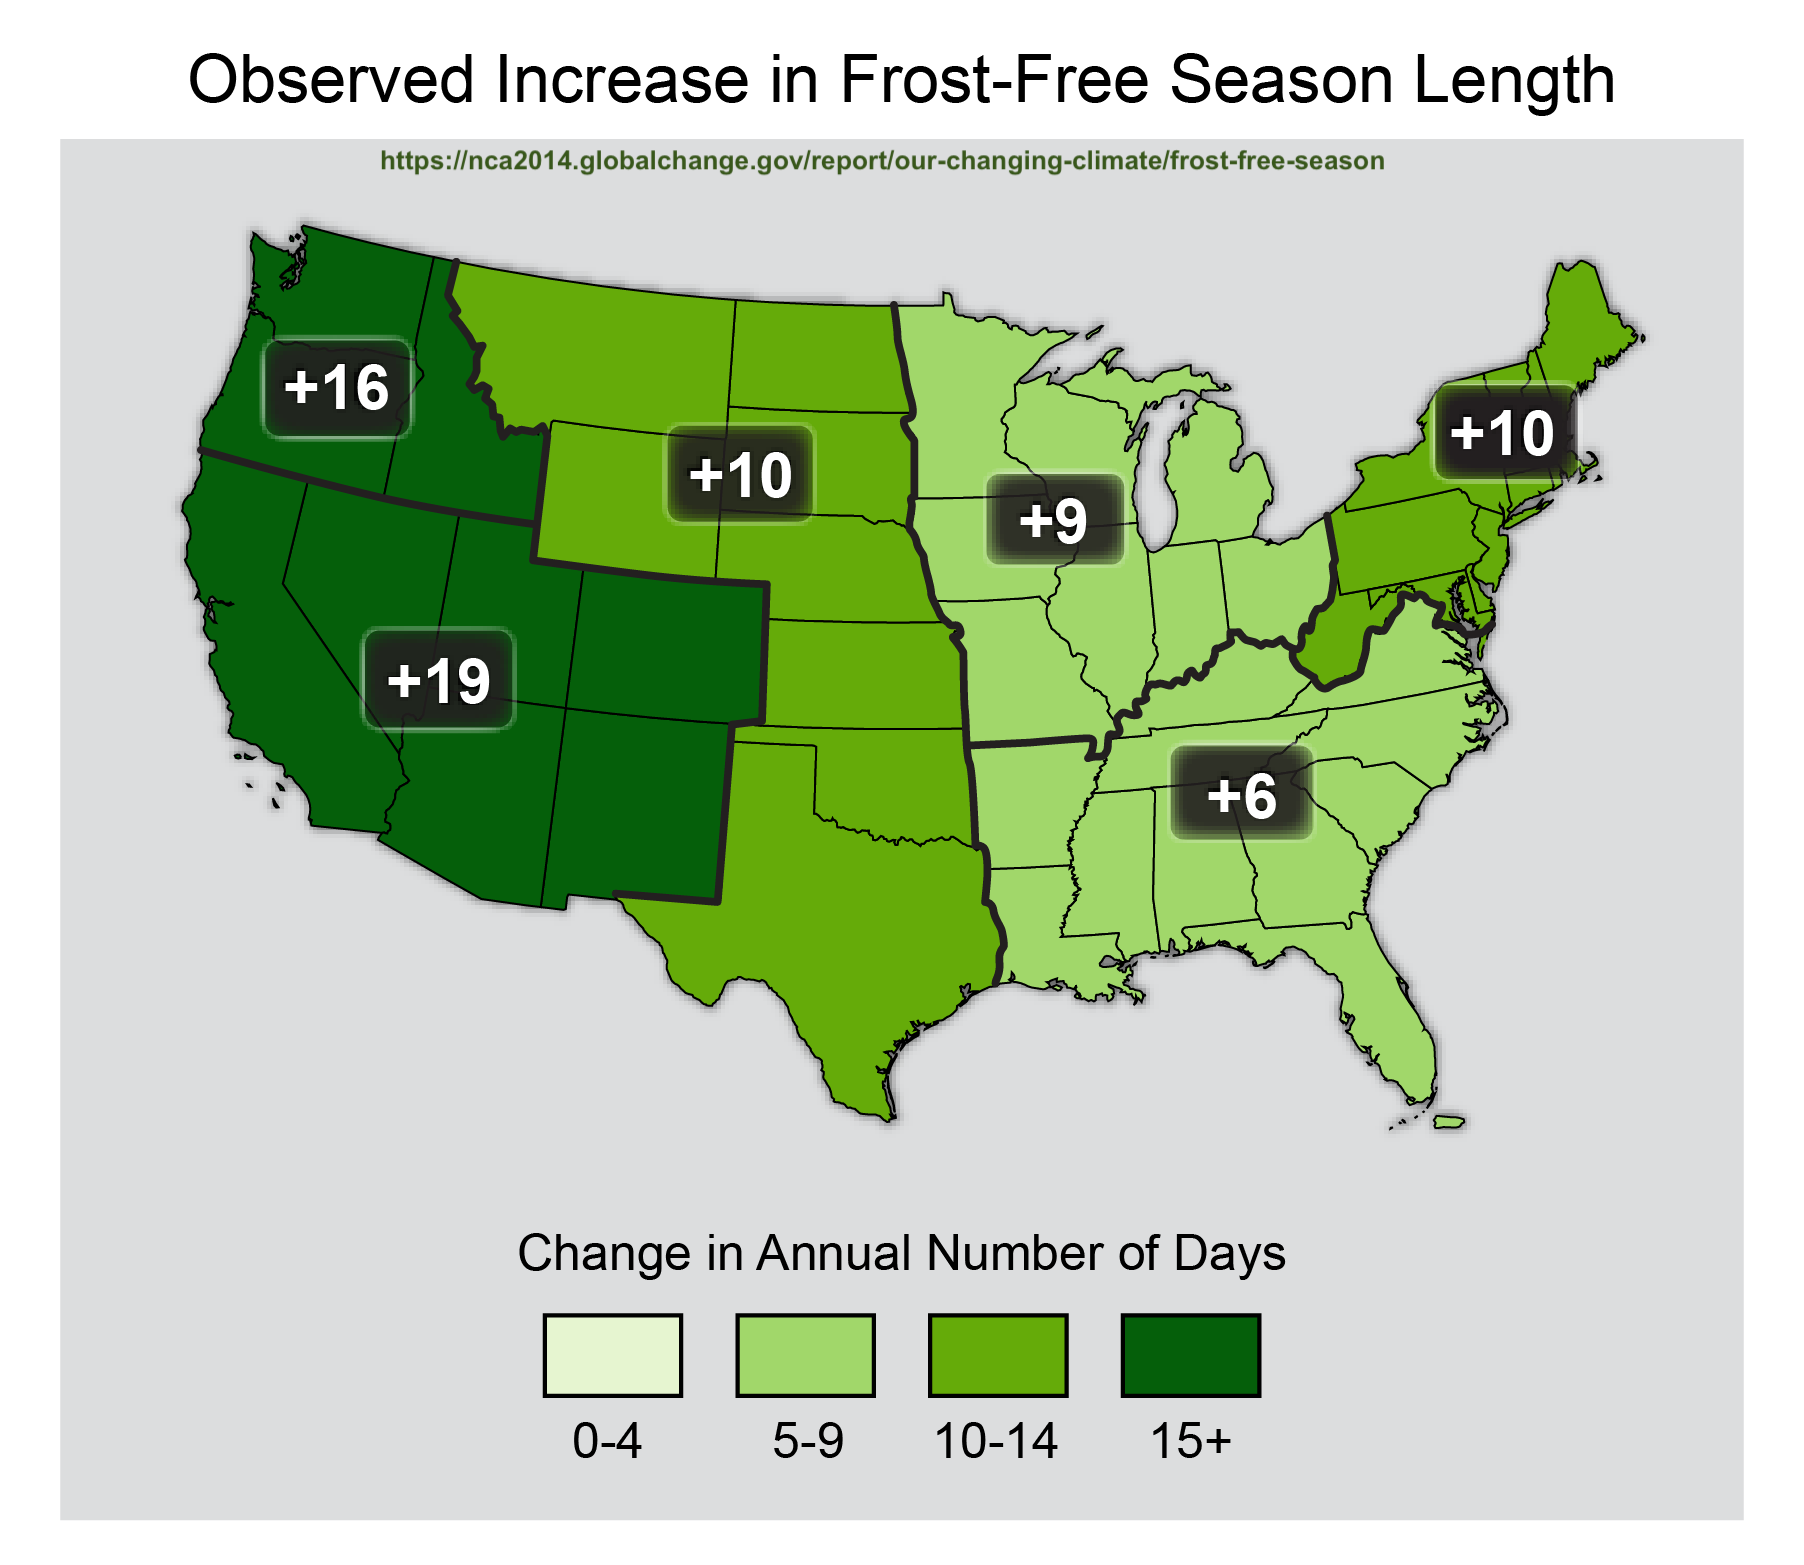 Observed Increase in Frost-Free Season Length
https://nca2014.globalchange.gov/report/our-changing-climate/frost-free-season
+16
+10
+10
+9
+19
+6
Change in Annual Number of Days
0-4 5-9 10-14 15+